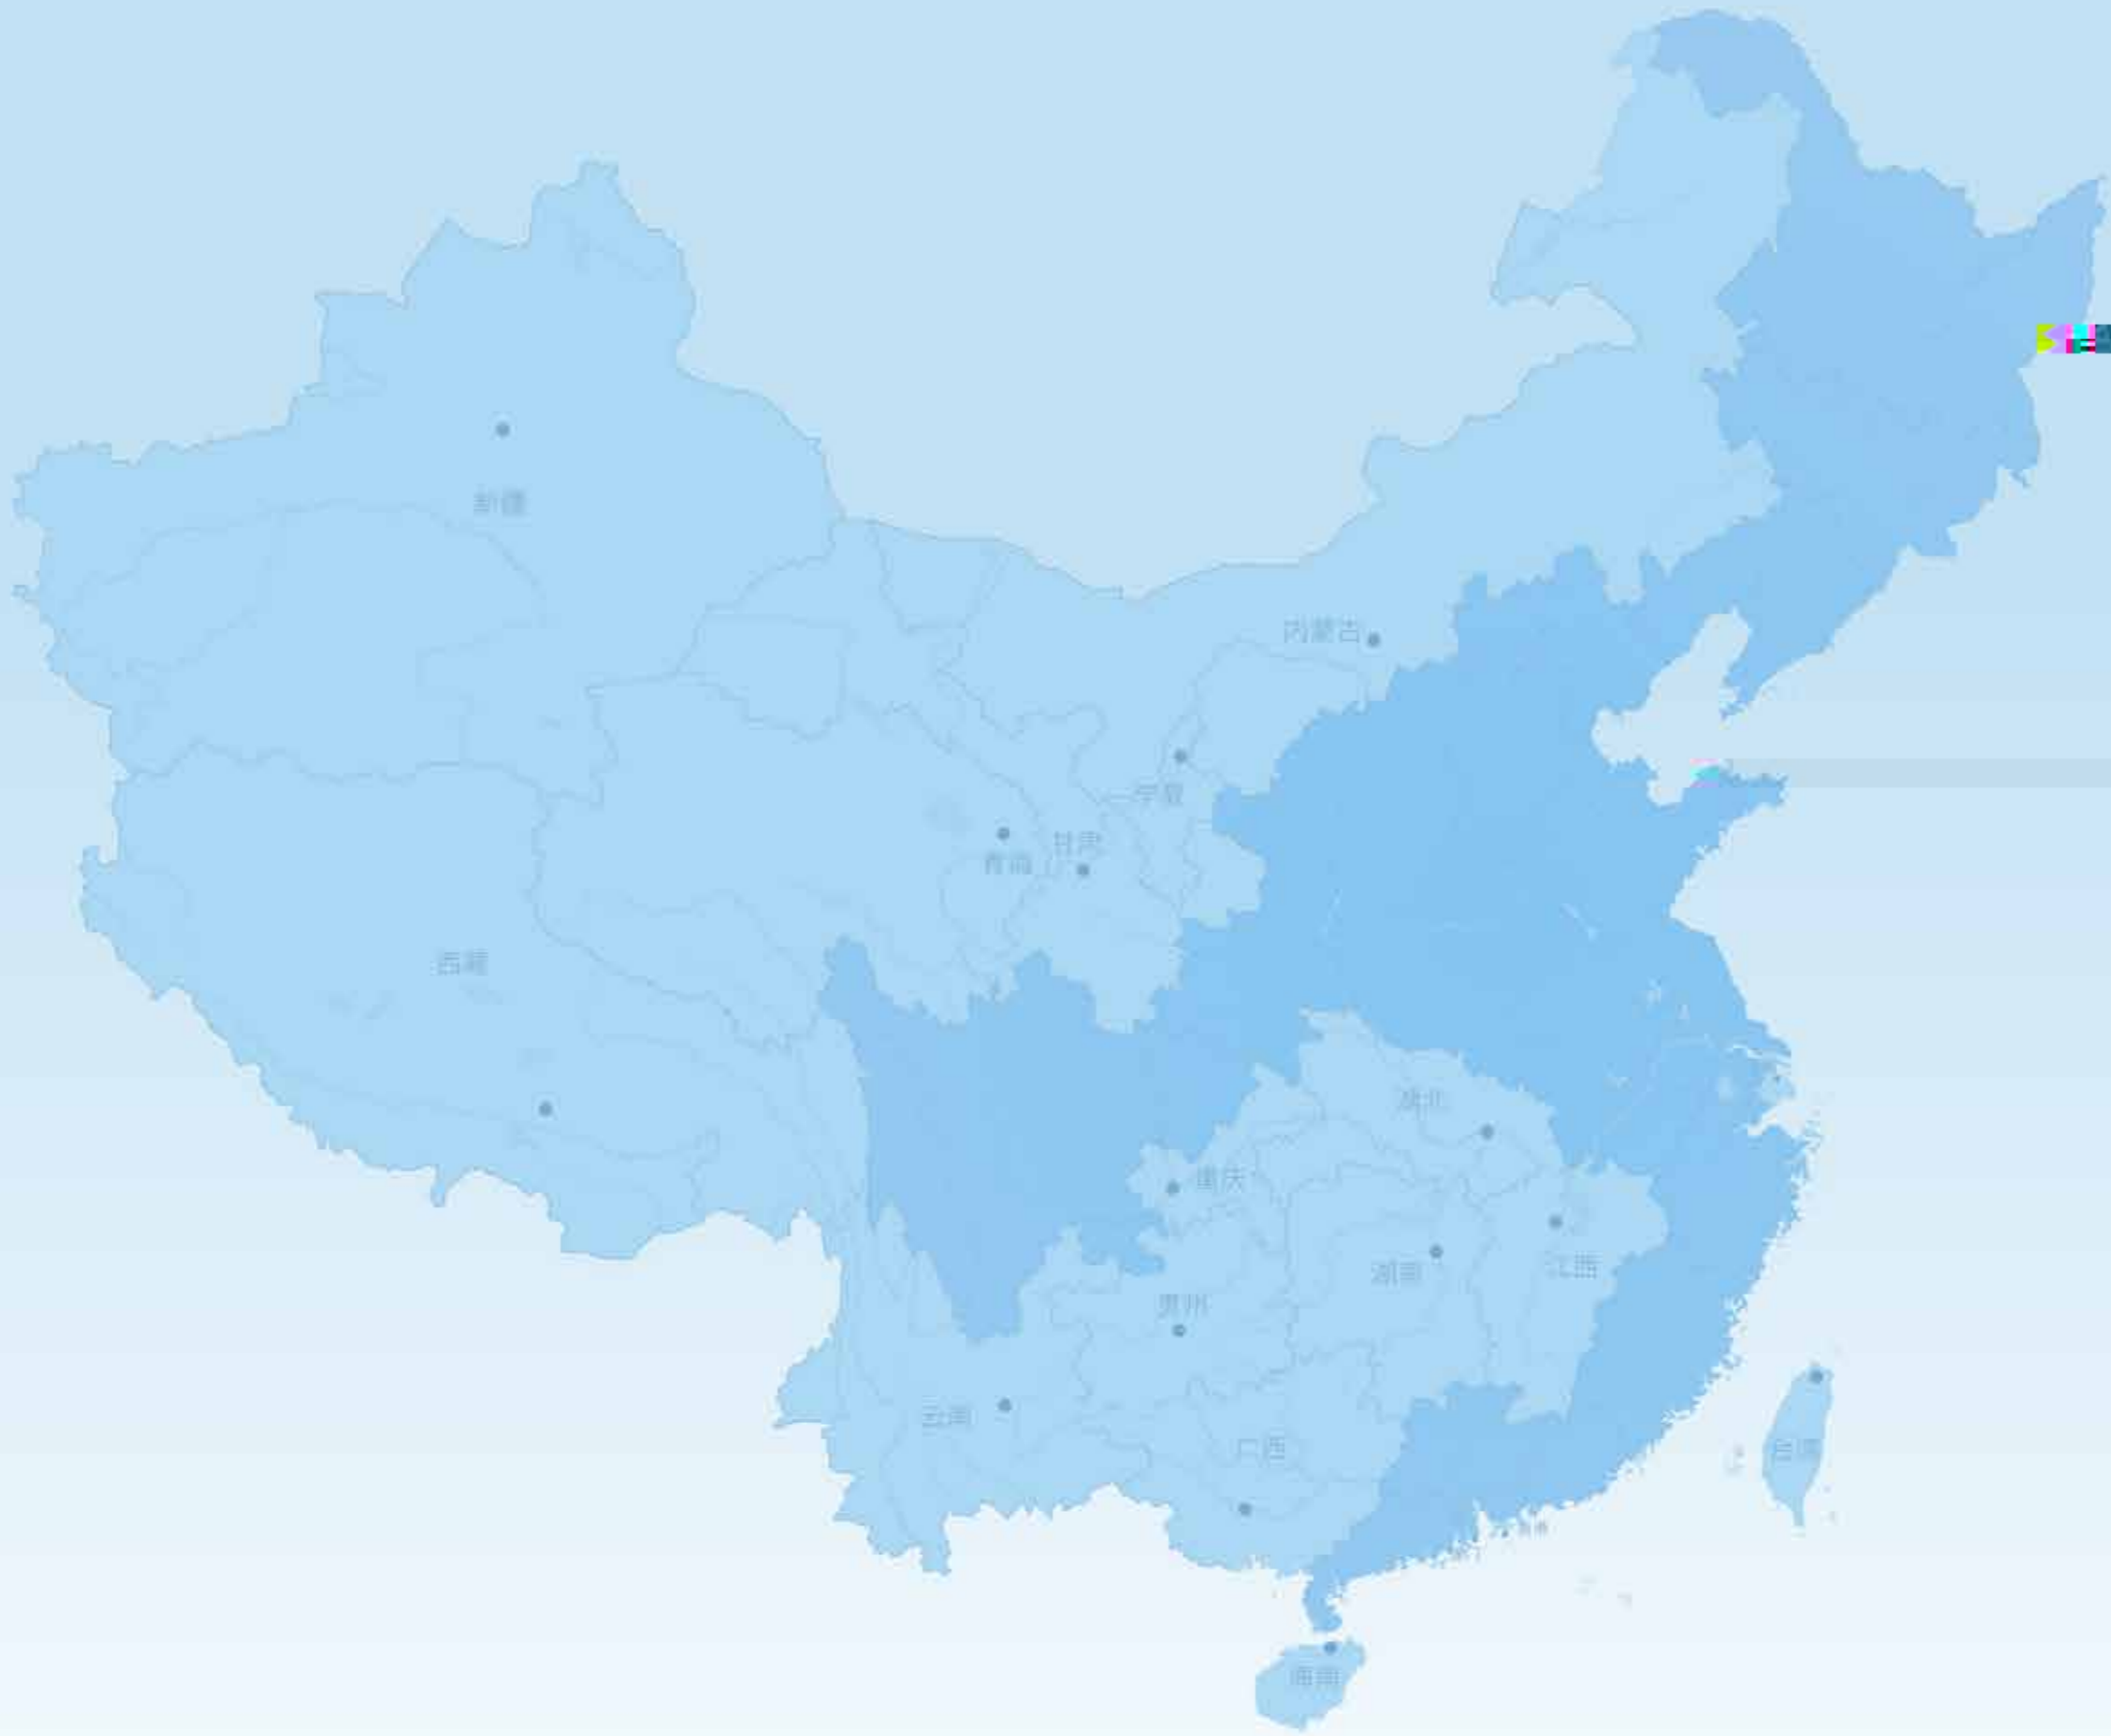 新疆
内蒙古
宁夏
甘肃
青海
西藏
湖北
重庆
江西
湖南
贵州
云南
广西
台湾
海南